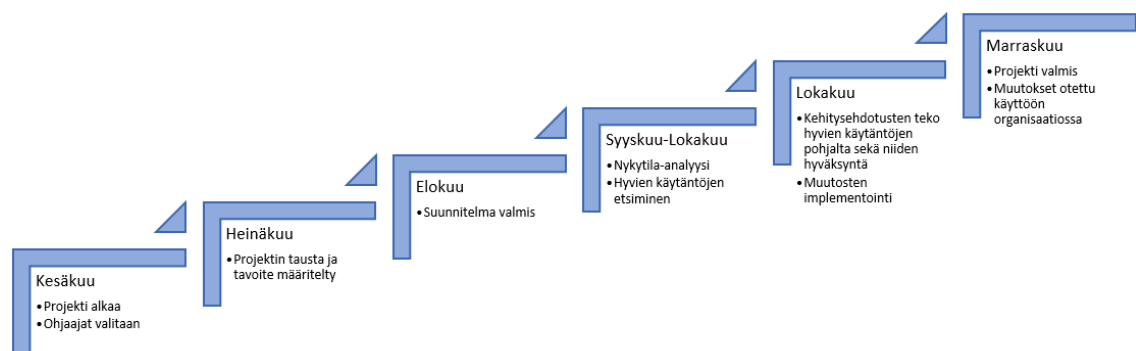 Kesäkuu
•Projekti alkaa
•Ohjaajat valitaan
Heinäkuu
•Projektin tausta ja
tavoite määritelty
Elokuu
•Suunnitelma valmis
Syyskuu-Lokakuu
•Nykytila-analyysi
•Hyvien käytäntöjen
etsiminen
Lokakuu
•Kehitysehdotusten teko
hyvien käytäntöjen
pohjalta sekä niiden
hyväksyntä
•Muutosten
implementointi
Marraskuu
•Projekti valmis
•Muutokset otettu
käyttöön
organisaatiossa